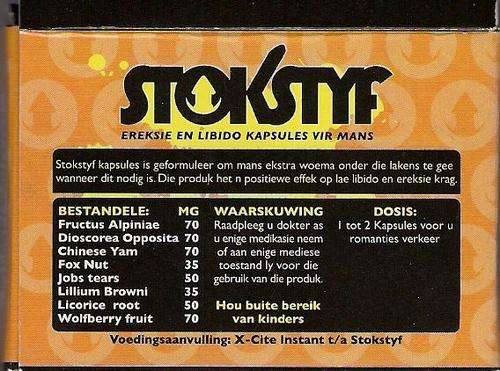 STOKSTYF
EREKSIE EN LIBIDO KAPSULES VIR MANS
Stokstyf kapsules is geformuleer om mans ekstra woema onder die lakens te gee
wanneer dit nodig is. Die produk het n positiewe effek op lae libido en ereksie krag.
BESTANDELE: MG
Fructus Alpiniae 70
Dioscorea Opposita 70
Chinese Yam 70
Fox Nut 35
Jobs tears 50
Lillium Browni 35
Licorice root 50
Wolfberry fruit 70
WAARSKUWING
Raadpleeg u dokter as
u enige medikasie neem
of aan enige mediese
toestand ly voor die
gebruik van die produk.
Hou buite bereik
van kinders
DOSIS:
1 tot 2 Kapsules voor u
romanties verkeer
Voedingsaanvulling: X-Cite Instant t/a Stokstyf